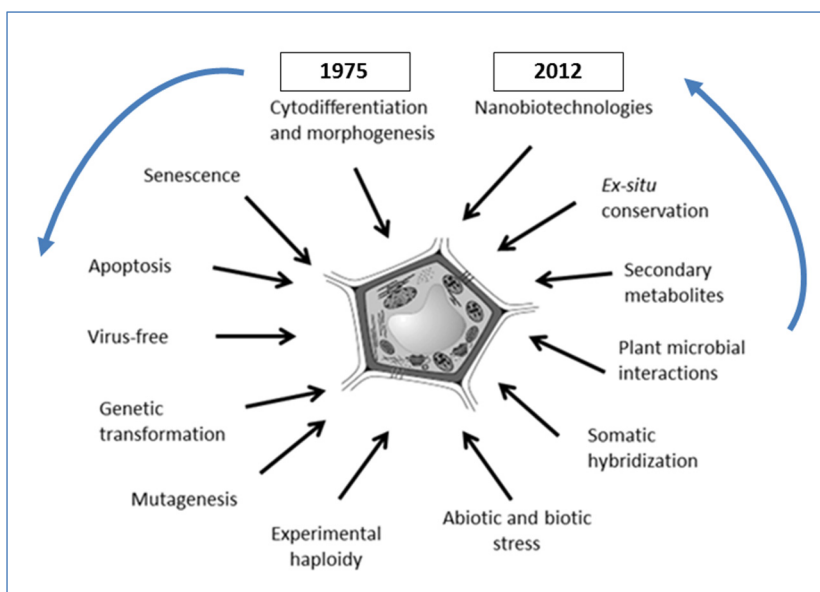 1975
2012
Cytodifferentiation
and morphogenesis
Nanobiotechnologies
Senescence
Ex-situ
conservation
Apoptosis
Secondary
metabolites
Virus-free
Plant microbial
interactions
Genetic
transformation
Somatic
hybridization
Mutagenesis
Experimental
haploidy
Abiotic and biotic
stress